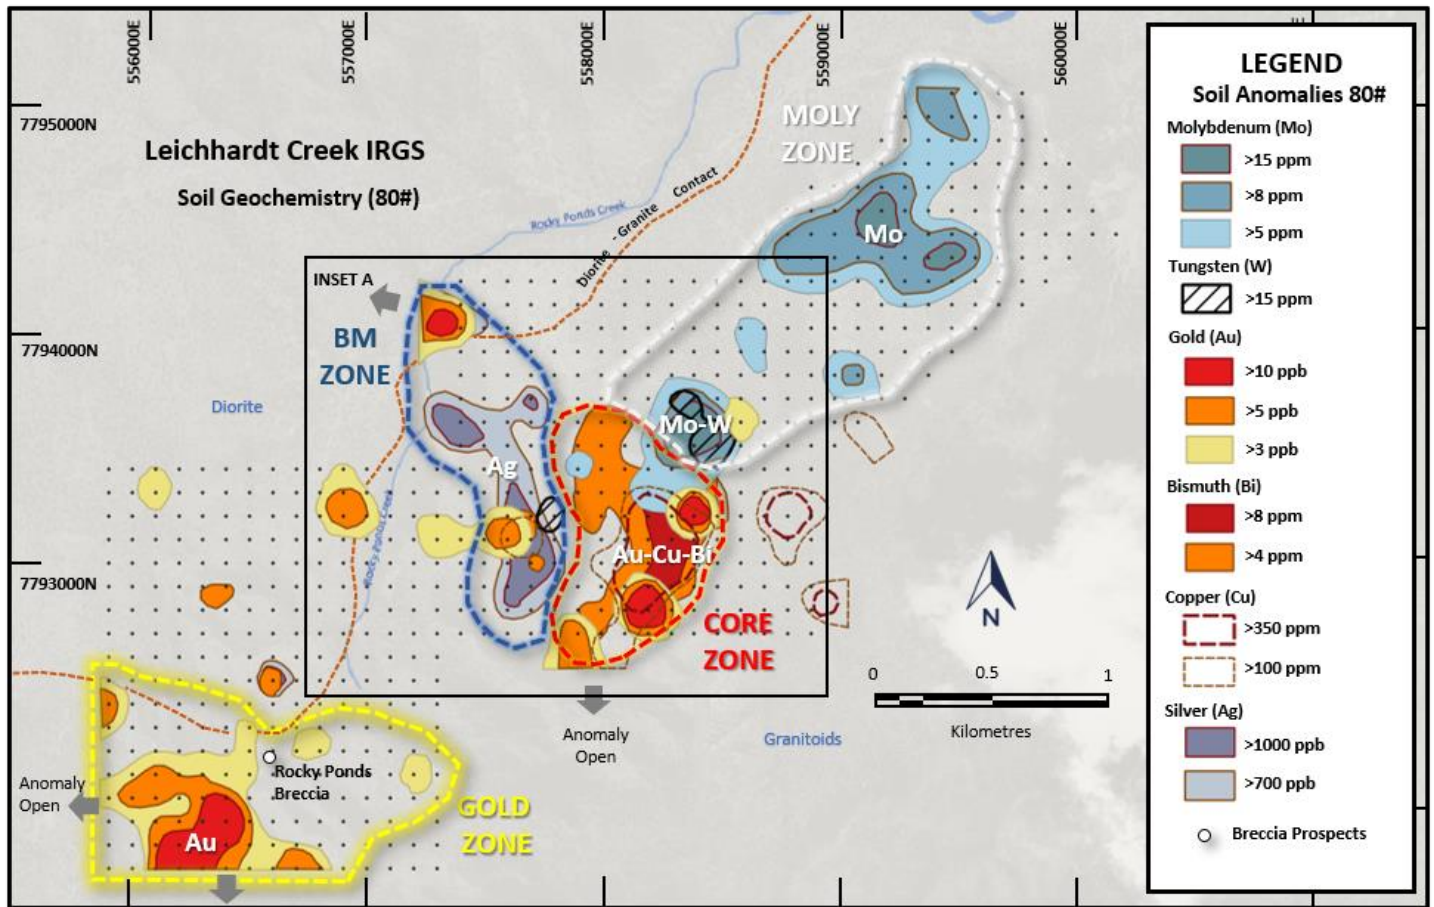 556000E
557000E
558000E
559000E
560000E
7795000N
7794000N
7793000N
Leichhardt Creek IRGS
Soil Geochemistry (80#)
MOLY
ZONE
Rocky Ponds Creek
Diorite - Granite Contact
Mo
INSET A
BM
ZONE
Diorite
Mo-W
Ag
Rocky Ponds Creek
Au-Cu-Bi
CORE
ZONE
N
0 0.5 1
Kilometres
Granitoids
Anomaly
Open
Anomaly
Open
Rocky Ponds
Breccia
GOLD
ZONE
Au
LEGEND
Soil Anomalies 80#
Molybdenum (Mo)
>15 ppm
>8 ppm
>5 ppm
Tungsten (W)
>15 ppm
Gold (Au)
>10 ppb
>5 ppb
>3 ppb
Bismuth (Bi)
>8 ppm
>4 ppm
Copper (Cu)
>350 ppm
>100 ppm
Silver (Ag)
>1000 ppb
>700 ppb
Breccia Prospects